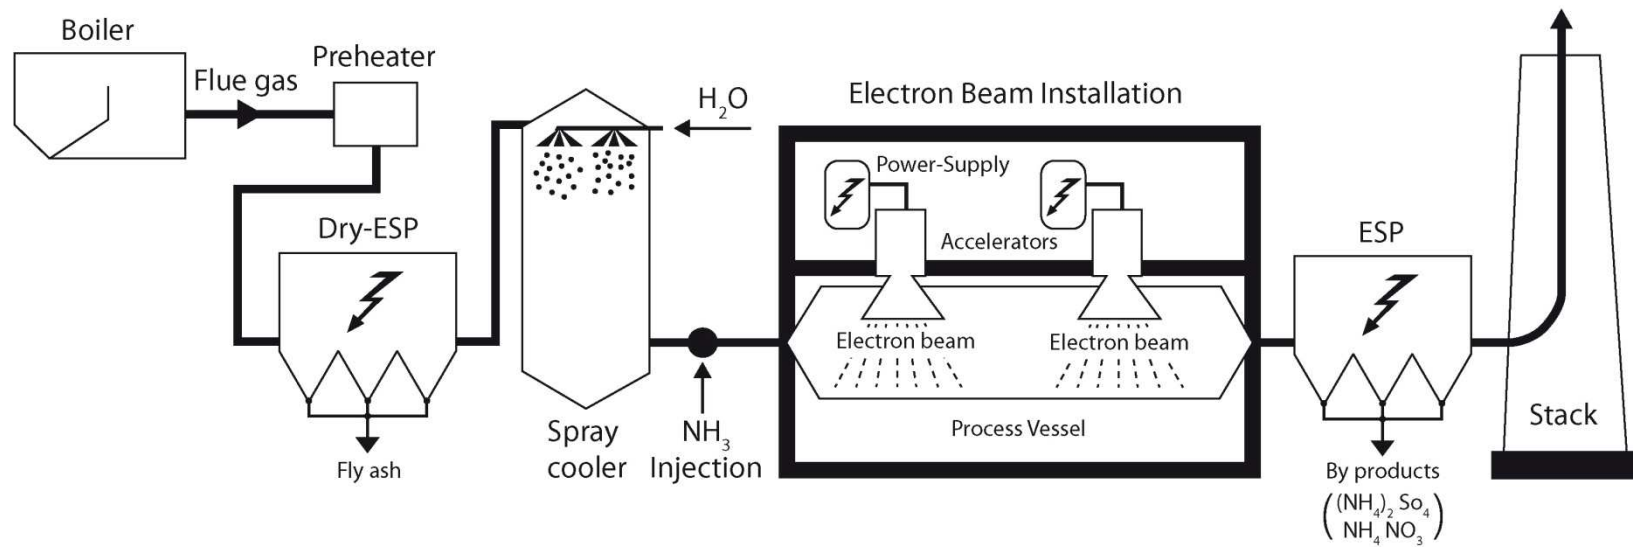 Boiler
Flue gas
Preheater
Dry-ESP
Fly ash
H₂O
Spray
cooler
NH₃
Injection
Electron Beam Installation
Power-Supply
Accelerators
Electron beam
Electron beam
Process Vessel
ESP
By products
((NH₄)₂ So₄
NH₄ NO₃)
Stack